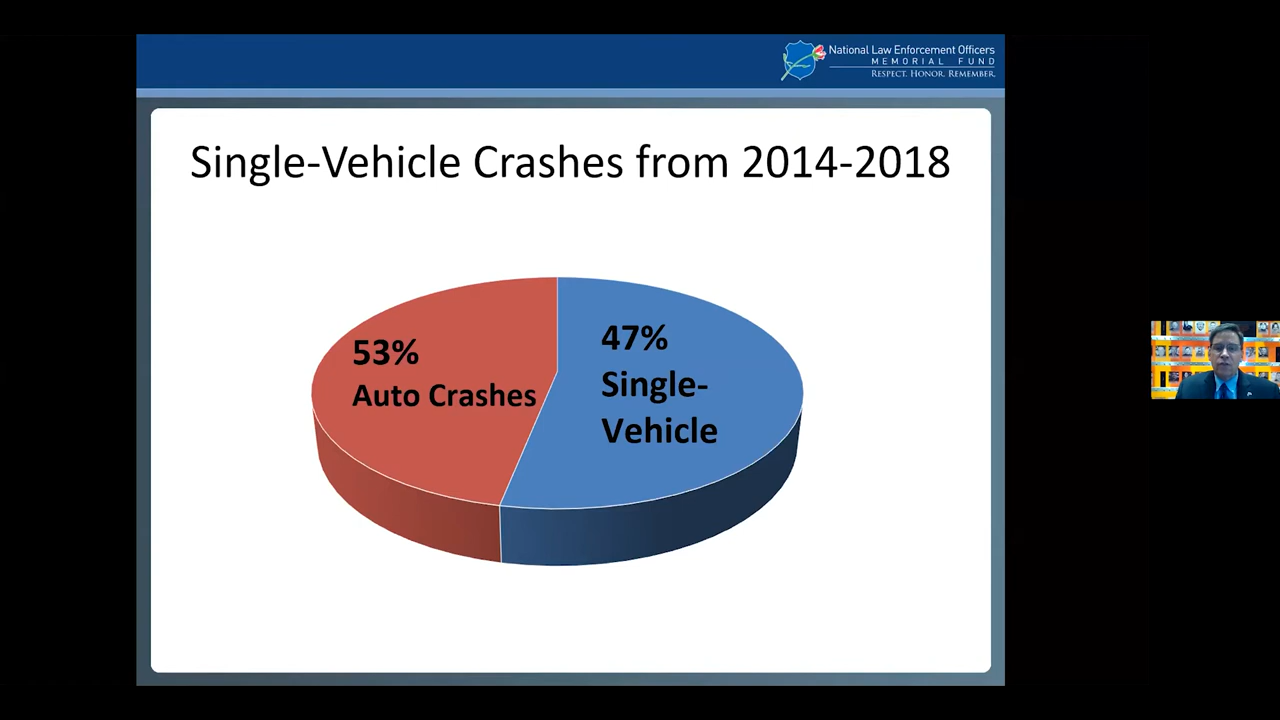 National Law Enforcement Officers
MEMORIAL FUND
RESPECT. HONOR. REMEMBER.
Single-Vehicle Crashes from 2014-2018
53%
Auto Crashes
47%
Single-
Vehicle